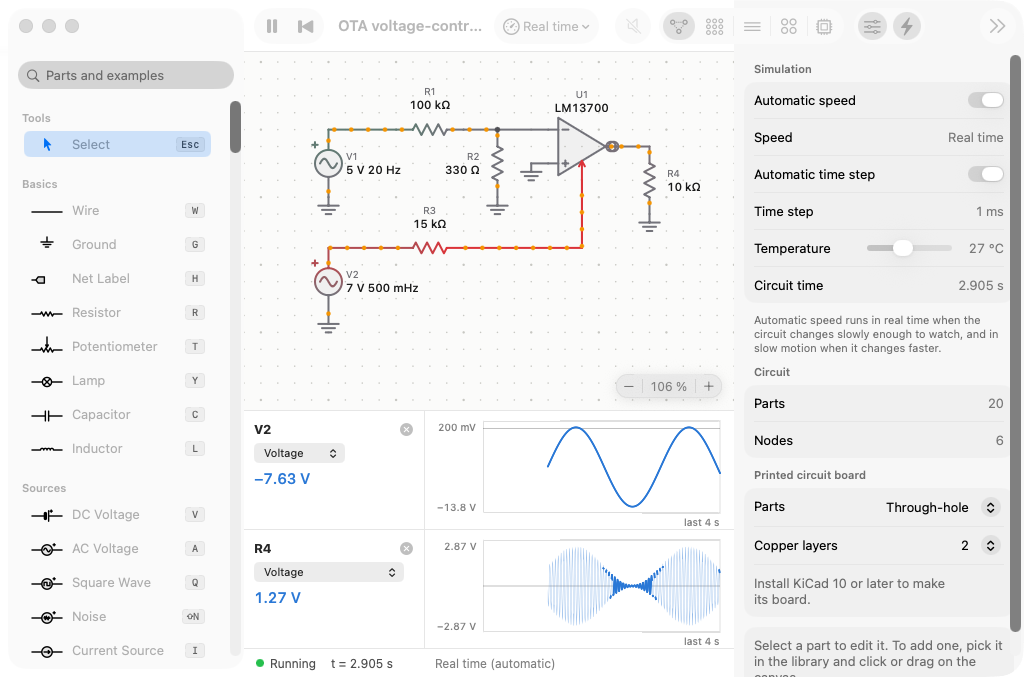 OTA voltage-contr...
Real time
Parts and examples
Tools
Select Esc
Basics
Wire W
Ground G
Net Label H
Resistor R
Potentiometer T
Lamp Y
Capacitor C
Inductor L
Sources
DC Voltage V
AC Voltage A
Square Wave Q
Noise ⌥N
Current Source I
R1
100 kΩ
U1
LM13700
V1
5 V 20 Hz
R2
330 Ω
R4
10 kΩ
R3
15 kΩ
V2
7 V 500 mHz
− 106 % +
V2
Voltage
−7.63 V
200 mV
−13.8 V
last 4 s
R4
Voltage
1.27 V
2.87 V
−2.87 V
last 4 s
Running t = 2.905 s Real time (automatic)
Simulation
Automatic speed
Speed Real time
Automatic time step
Time step 1 ms
Temperature 27 °C
Circuit time 2.905 s
Automatic speed runs in real time when the
circuit changes slowly enough to watch, and in
slow motion when it changes faster.
Circuit
Parts 20
Nodes 6
Printed circuit board
Parts Through-hole
Copper layers 2
Install KiCad 10 or later to make
its board.
Select a part to edit it. To add one, pick it
in the library and click or drag on the
canvas.